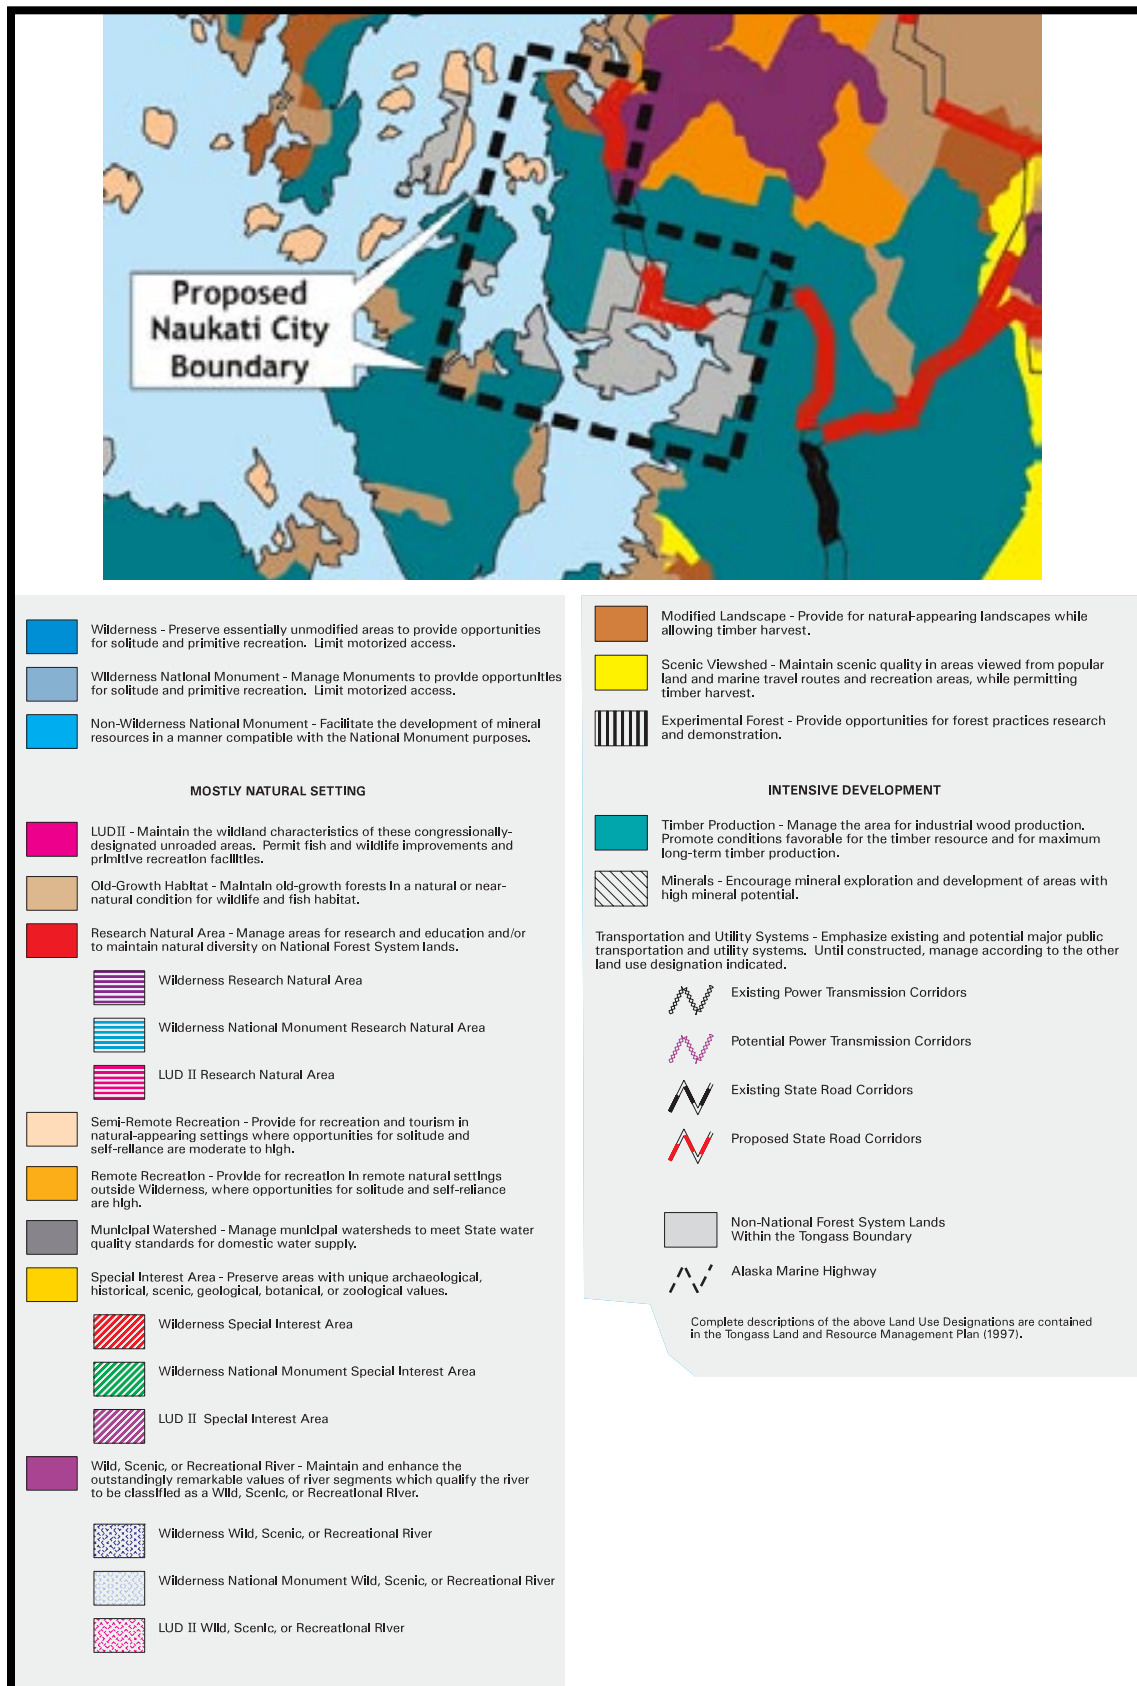 Proposed
Naukati City
Boundary
Wilderness - Preserve essentially unmodified areas to provide opportunities
for solitude and primitive recreation. Limit motorized access.
Wilderness National Monument - Manage Monuments to provide opportunities
for solitude and primitive recreation. Limit motorized access.
Non-Wilderness National Monument - Facilitate the development of mineral
resources in a manner compatible with the National Monument purposes.
MOSTLY NATURAL SETTING
LUD II - Maintain the wildland characteristics of these congressionally-
designated unroaded areas. Permit fish and wildlife improvements and
primitive recreation facilities.
Old-Growth Habitat - Maintain old-growth forests in a natural or near-
natural condition for wildlife and fish habitat.
Research Natural Area - Manage areas for research and education and/or
to maintain natural diversity on National Forest System lands.
Wilderness Research Natural Area
Wilderness National Monument Research Natural Area
LUD II Research Natural Area
Semi-Remote Recreation - Provide for recreation and tourism in
natural-appearing settings where opportunities for solitude and
self-reliance are moderate to high.
Remote Recreation - Provide for recreation in remote natural settings
outside Wilderness, where opportunities for solitude and self-reliance
are high.
Municipal Watershed - Manage municipal watersheds to meet State water
quality standards for domestic water supply.
Special Interest Area - Preserve areas with unique archaeological,
historical, scenic, geological, botanical, or zoological values.
Wilderness Special Interest Area
Wilderness National Monument Special Interest Area
LUD II Special Interest Area
Wild, Scenic, or Recreational River - Maintain and enhance the
outstandingly remarkable values of river segments which qualify the river
to be classified as a Wild, Scenic, or Recreational River.
Wilderness Wild, Scenic, or Recreational River
Wilderness National Monument Wild, Scenic, or Recreational River
LUD II Wild, Scenic, or Recreational River
Modified Landscape - Provide for natural-appearing landscapes while
allowing timber harvest.
Scenic Viewshed - Maintain scenic quality in areas viewed from popular
land and marine travel routes and recreation areas, while permitting
timber harvest.
Experimental Forest - Provide opportunities for forest practices research
and demonstration.
INTENSIVE DEVELOPMENT
Timber Production - Manage the area for industrial wood production.
Promote conditions favorable for the timber resource and for maximum
long-term timber production.
Minerals - Encourage mineral exploration and development of areas with
high mineral potential.
Transportation and Utility Systems - Emphasize existing and potential major public
transportation and utility systems. Until constructed, manage according to the other
land use designation indicated.
Existing Power Transmission Corridors
Potential Power Transmission Corridors
Existing State Road Corridors
Proposed State Road Corridors
Non-National Forest System Lands
Within the Tongass Boundary
Alaska Marine Highway
Complete descriptions of the above Land Use Designations are contained
in the Tongass Land and Resource Management Plan (1997).